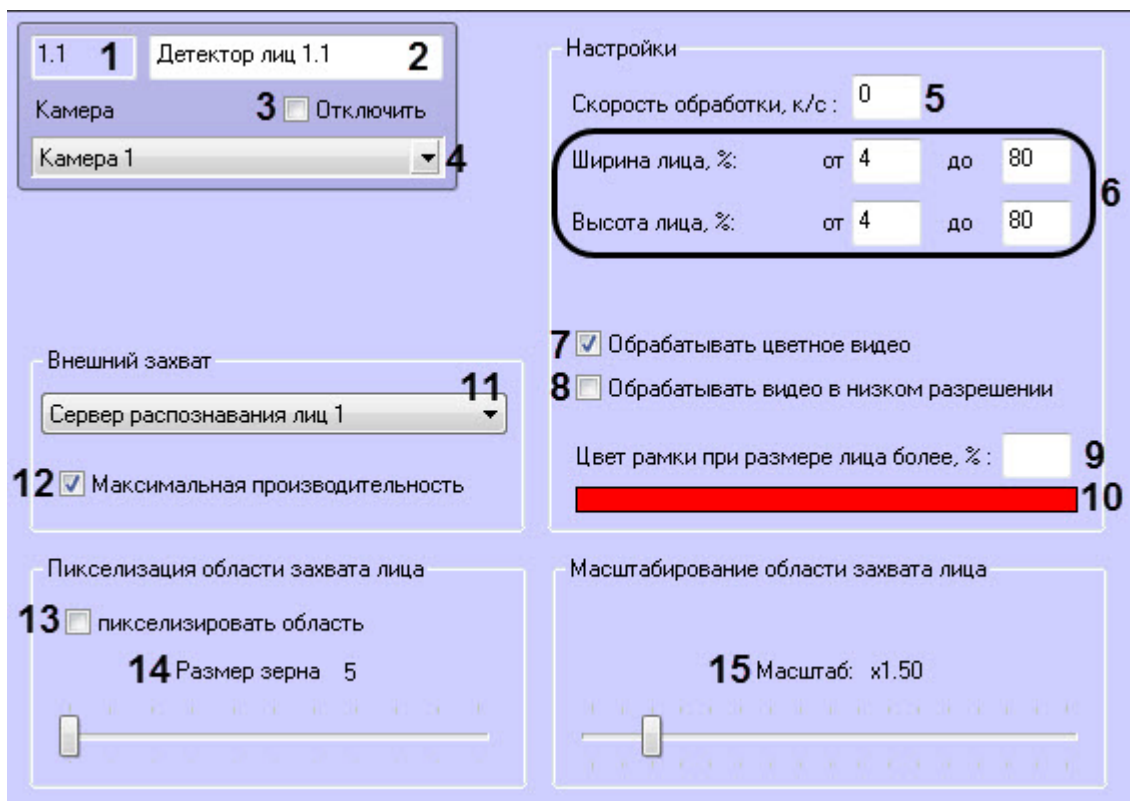 1.1 1 Детектор лиц 1.1 2
Камера 3 Отключить
Камера 1 4
Настройки
Скорость обработки, к/с : 0 5
Ширина лица, %: от 4 до 80
6
Высота лица, %: от 4 до 80
7 Обрабатывать цветное видео
8 Обрабатывать видео в низком разрешении
Цвет рамки при размере лица более, % : 9
10
Внешний захват
11
Сервер распознавания лиц 1
12 Максимальная производительность
Пикселизация области захвата лица
13 пикселизировать область
14 Размер зерна 5
Масштабирование области захвата лица
15 Масштаб: x1.50